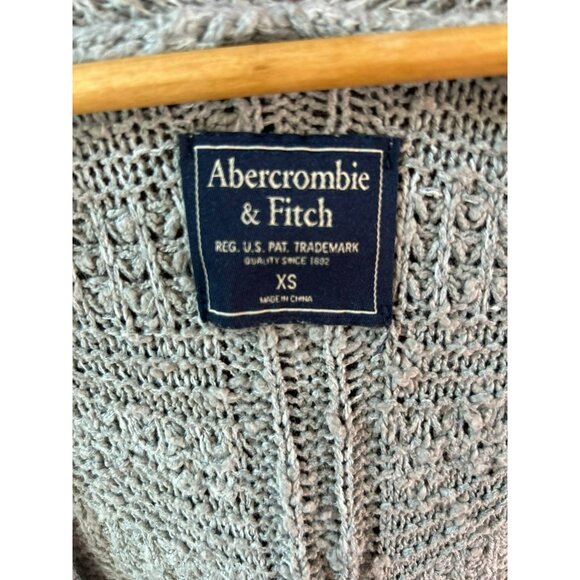 Abercrombie
& Fitch
REG. U.S. PAT. TRADEMARK
QUALITY SINCE 1892
XS
MADE IN CHINA